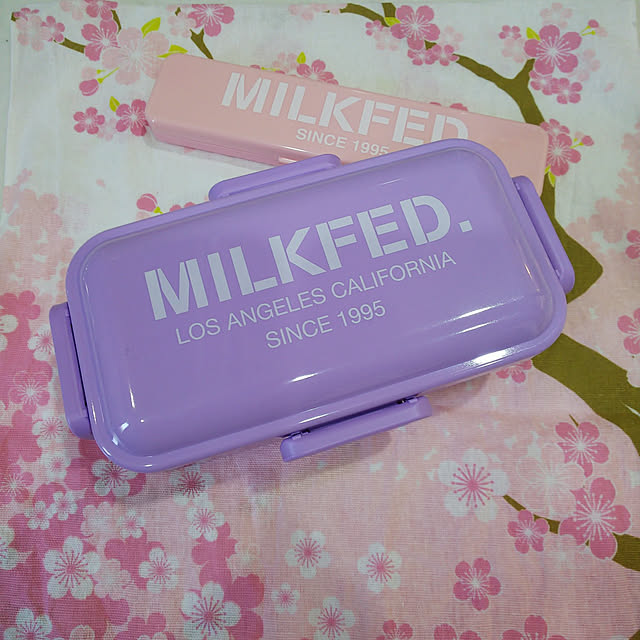 MILKFED.
SINCE 1995
MILKFED.
LOS ANGELES CALIFORNIA
SINCE 1995